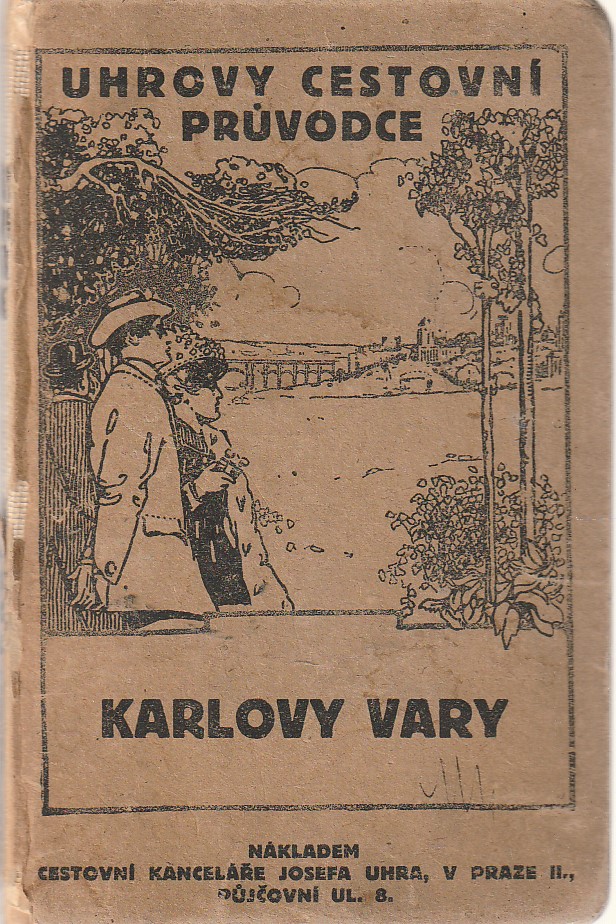 UHROVY CESTOVNÍ
PRŮVODCE
KARLOVY VARY
NÁKLADEM
CESTOVNÍ KANCELÁŘE JOSEFA UHRA, V PRAZE II.,
PŮJČOVNÍ UL. 8.